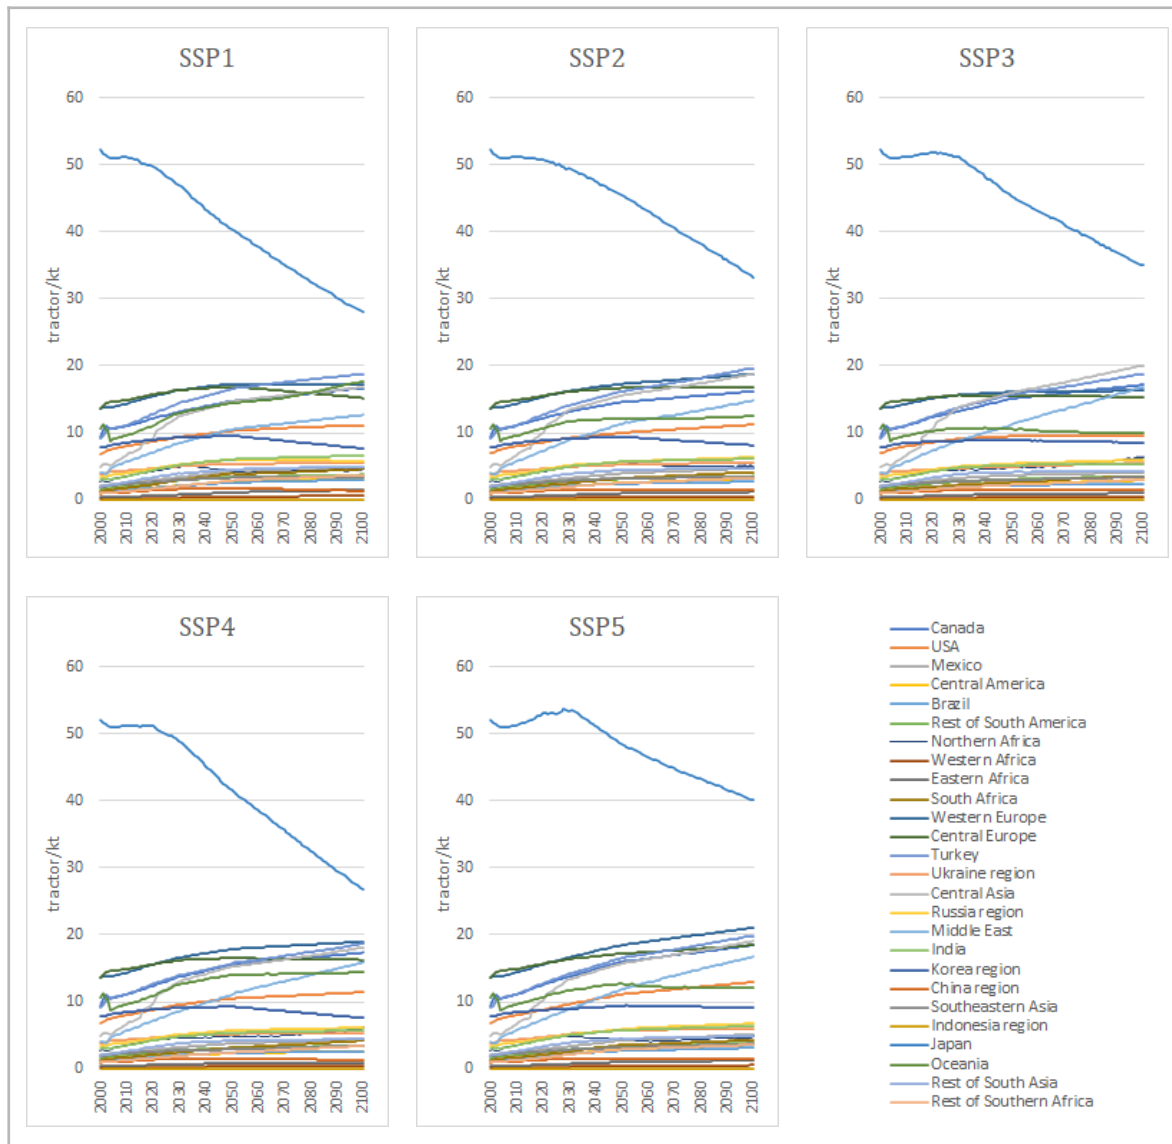 SSP1
60
50
40
30
20
10
0
tractor/kt
2000 2010 2020 2030 2040 2050 2060 2070 2080 2090 2100
SSP2
60
50
40
30
20
10
0
tractor/kt
2000 2010 2020 2030 2040 2050 2060 2070 2080 2090 2100
SSP3
60
50
40
30
20
10
0
tractor/kt
2000 2010 2020 2030 2040 2050 2060 2070 2080 2090 2100
SSP4
60
50
40
30
20
10
0
tractor/kt
2000 2010 2020 2030 2040 2050 2060 2070 2080 2090 2100
SSP5
60
50
40
30
20
10
0
tractor/kt
2000 2010 2020 2030 2040 2050 2060 2070 2080 2090 2100
Canada
USA
Mexico
Central America
Brazil
Rest of South America
Northern Africa
Western Africa
Eastern Africa
South Africa
Western Europe
Central Europe
Turkey
Ukraine region
Central Asia
Russia region
Middle East
India
Korea region
China region
Southeastern Asia
Indonesia region
Japan
Oceania
Rest of South Asia
Rest of Southern Africa